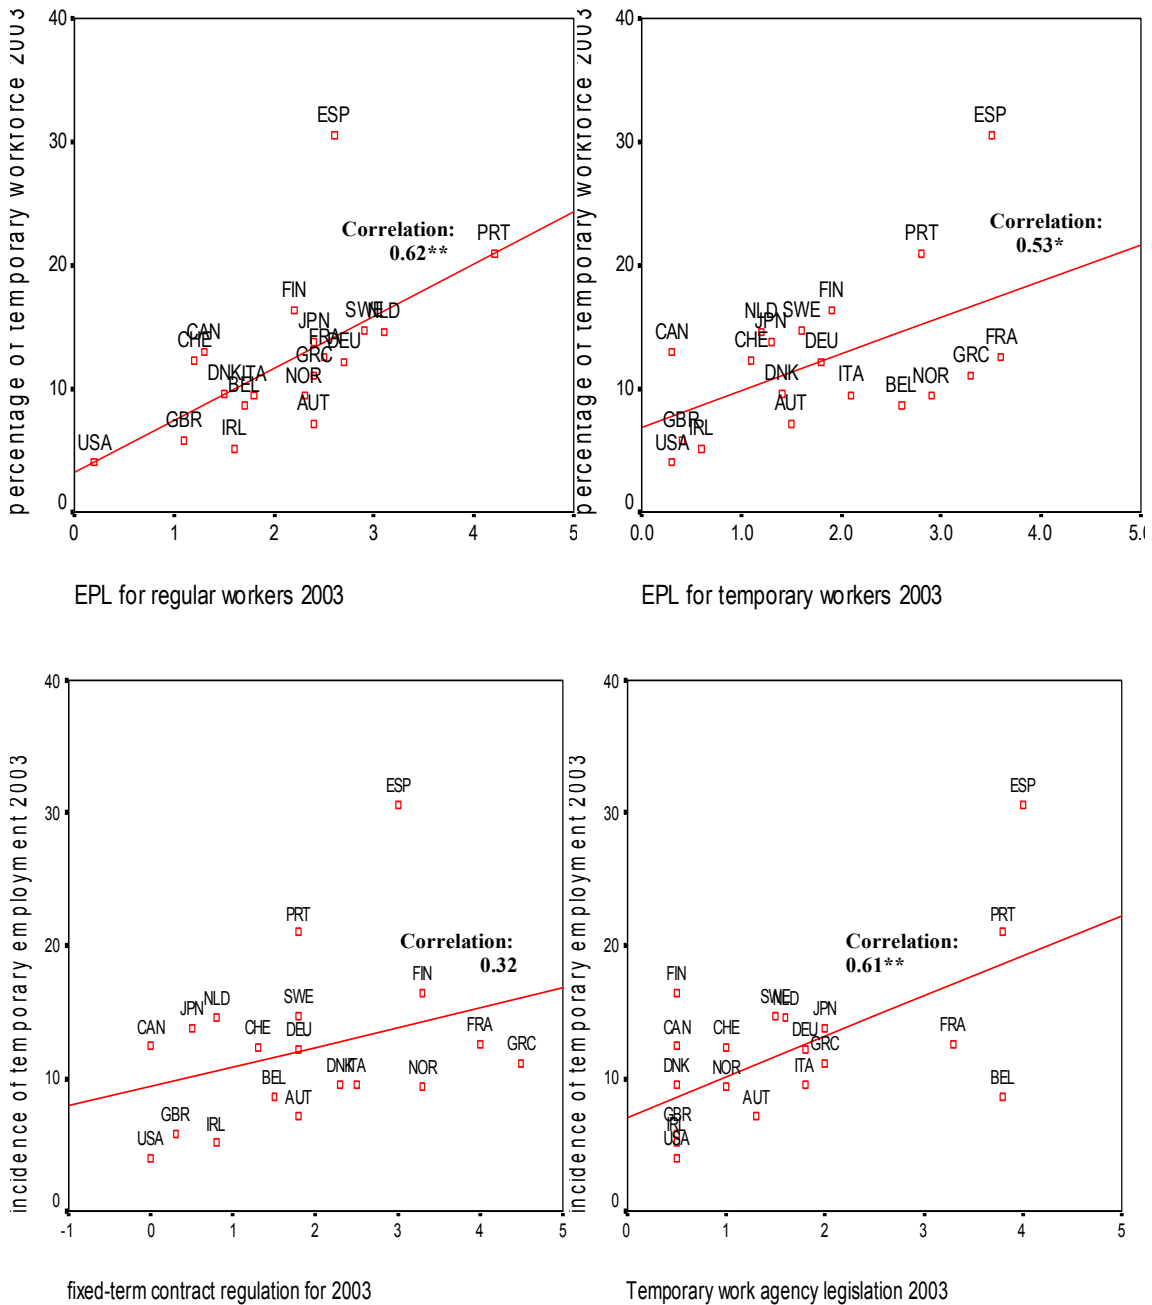 percentage of temporary workforce 2003
40
30
20
10
0
ESP
PRT
Correlation:
0.62**
FIN
CAN
CHE
JPN
SWE
NLD
FRA
DEU
GRC
DNK
ITA
BEL
NOR
AUT
GBR
IRL
USA
0 1 2 3 4 5
EPL for regular workers 2003
percentage of temporary workforce 2003
40
30
20
10
0
ESP
PRT
Correlation:
0.53*
FIN
NLD
SWE
JPN
CAN
CHE
DEU
FRA
GRC
DNK
ITA
NOR
BEL
AUT
GBR
IRL
USA
0.0 1.0 2.0 3.0 4.0 5.0
EPL for temporary workers 2003
incidence of temporary employment 2003
40
30
20
10
0
ESP
PRT
Correlation:
0.32
FIN
NLD
SWE
JPN
CAN
CHE
DEU
FRA
GRC
BEL
DNK
ITA
NOR
AUT
GBR
IRL
USA
-1 0 1 2 3 4 5
fixed-term contract regulation for 2003
incidence of temporary employment 2003
40
30
20
10
0
ESP
PRT
Correlation:
0.61**
FIN
SWE
NLD
JPN
CAN
CHE
DEU
FRA
GRC
DNK
NOR
ITA
BEL
AUT
GBR
IRL
USA
0 1 2 3 4 5
Temporary work agency legislation 2003